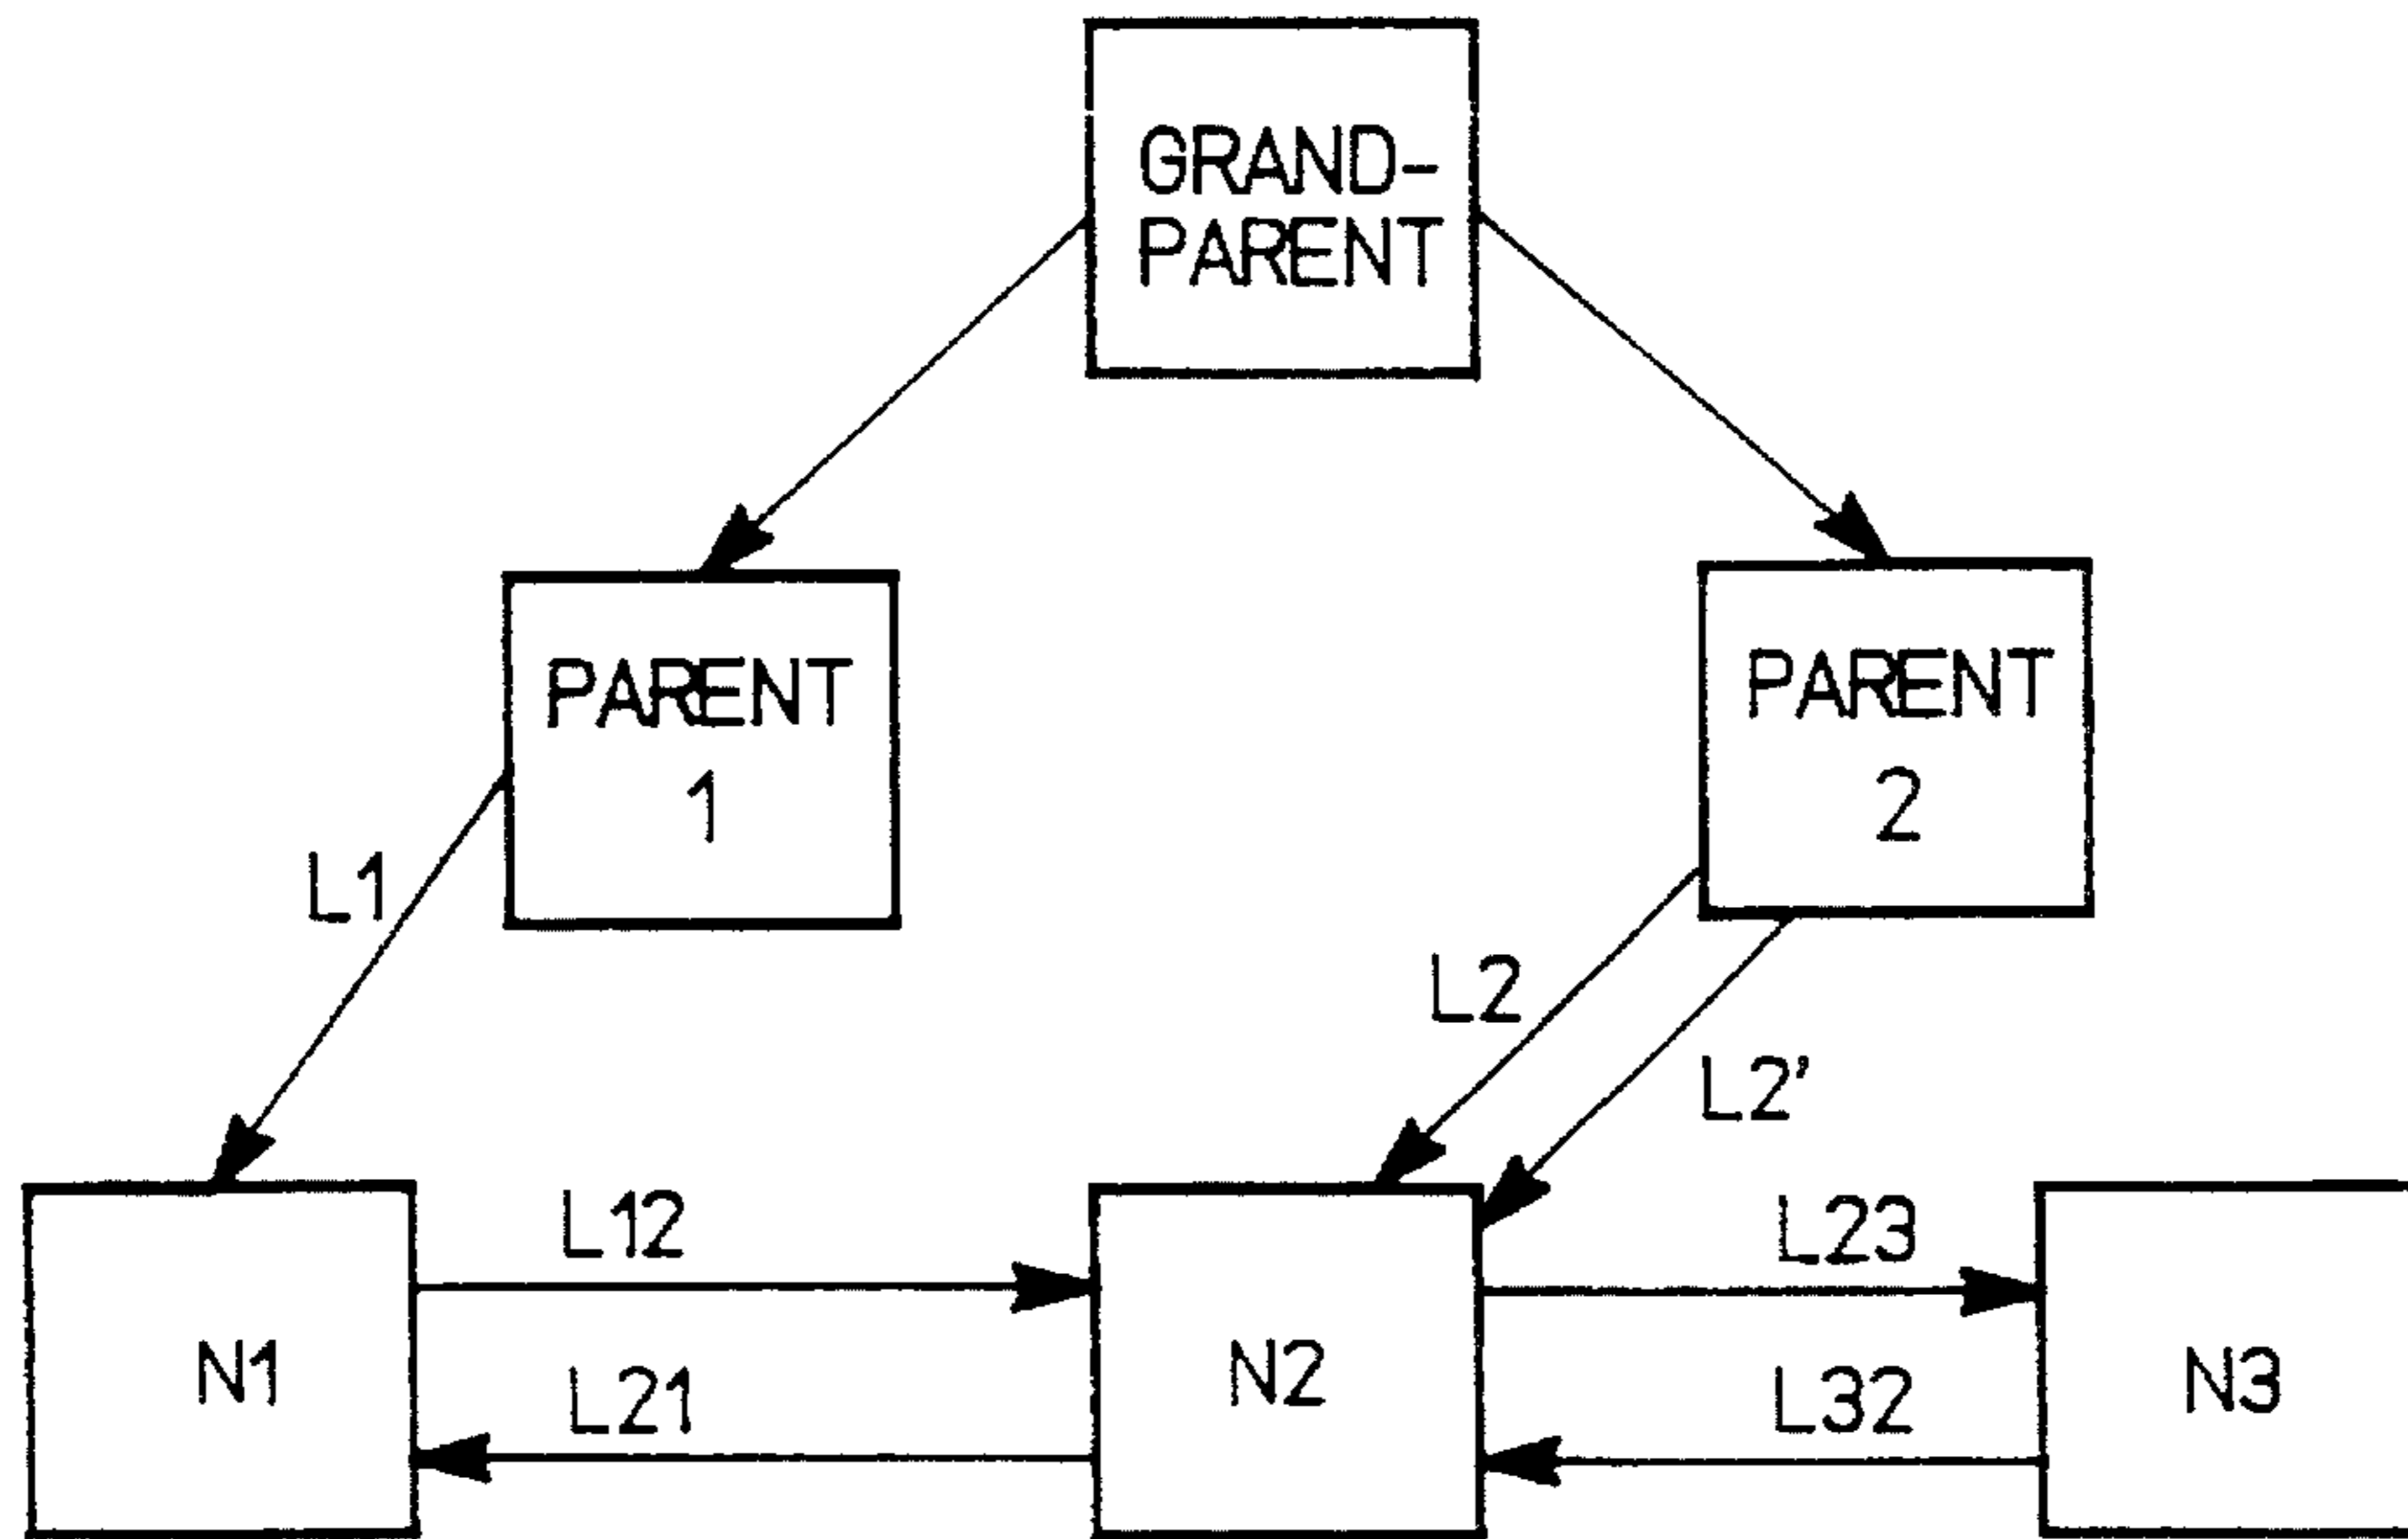 GRAND-
PARENT
PARENT
1
PARENT
2
L1
L2
L2'
L12
L23
N1
L21
N2
L32
N3